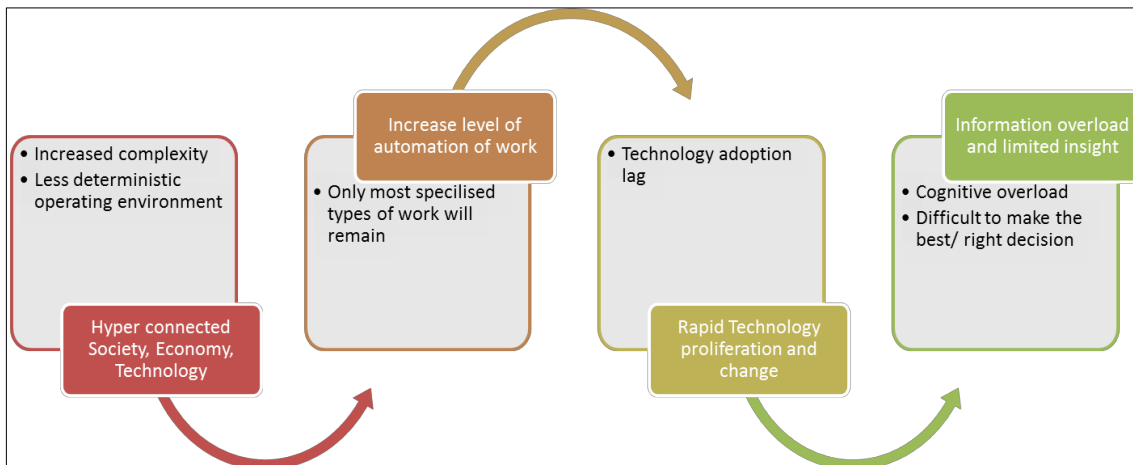 • Increased complexity
• Less deterministic
operating environment
Hyper connected
Society, Economy,
Technology
Increase level of
automation of work
• Only most specilised
types of work will
remain
• Technology adoption
lag
Rapid Technology
proliferation and
change
Information overload
and limited insight
• Cognitive overload
• Difficult to make the
best/ right decision